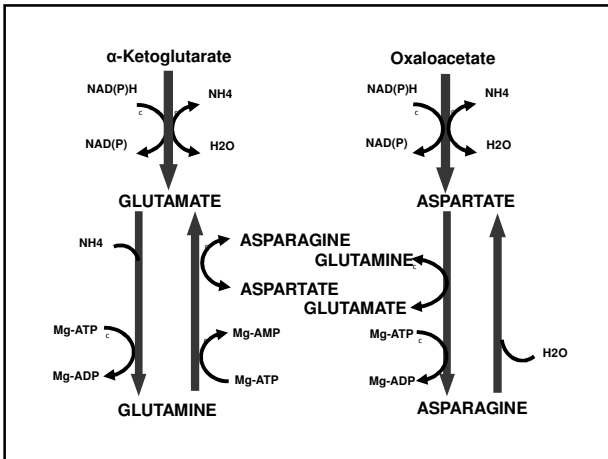 α-Ketoglutarate
Oxaloacetate
NAD(P)H
NH4
NAD(P)H
NH4
c
c
c
c
NAD(P)
H2O
NAD(P)
H2O
GLUTAMATE
ASPARTATE
NH4
c
ASPARAGINE
GLUTAMINE
c
ASPARTATE
GLUTAMATE
Mg-ATP
c
Mg-AMP
c
Mg-ATP
c
H2O
Mg-ADP
Mg-ATP
Mg-ADP
GLUTAMINE
ASPARAGINE